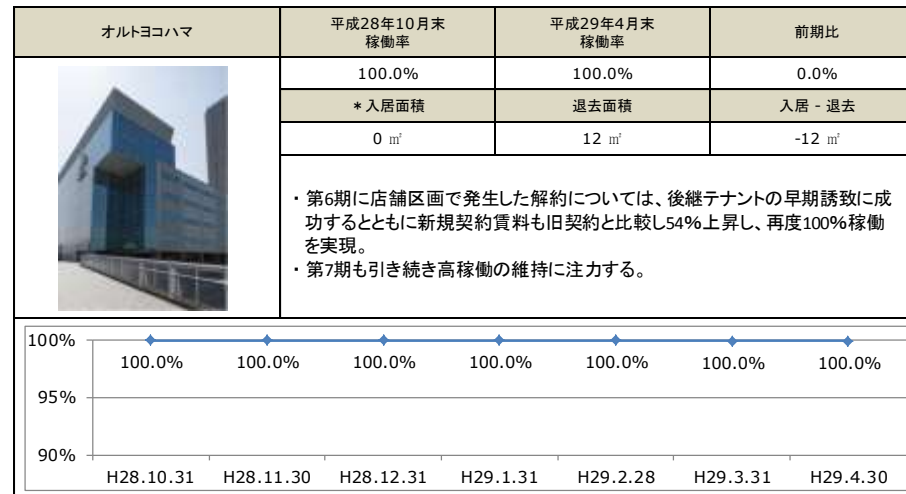 オルトヨコハマ
平成28年10月末
稼働率
平成29年4月末
稼働率
前期比
100.0%
100.0%
0.0%
*入居面積
退去面積
入居 - 退去
0 ㎡
12 ㎡
-12 ㎡
・ 第6期に店舗区画で発生した解約については、後継テナントの早期誘致に成
功するとともに新規契約賃料も旧契約と比較し54%上昇し、再度100%稼働
を実現。
・ 第7期も引き続き高稼働の維持に注力する。
100%
100.0% 100.0% 100.0% 100.0% 100.0% 100.0% 100.0%
95%
90%
H28.10.31 H28.11.30 H28.12.31 H29.1.31 H29.2.28 H29.3.31 H29.4.30